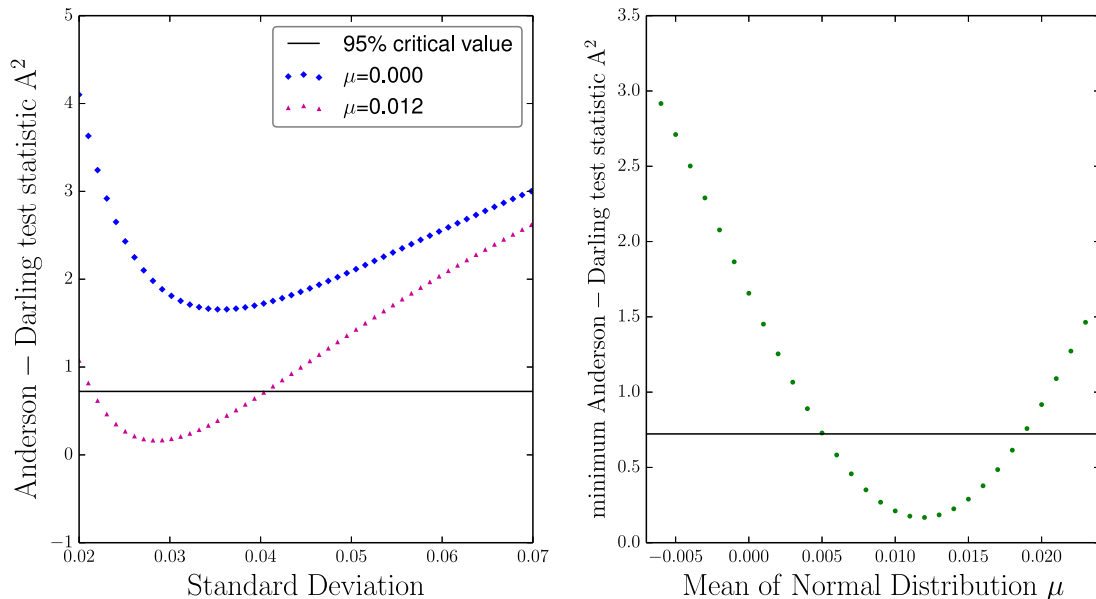 Anderson − Darling test statistic A²
5
4
3
2
1
0
−1
95% critical value
μ=0.000
μ=0.012
0.02 0.03 0.04 0.05 0.06 0.07
Standard Deviation
minimum Anderson − Darling test statistic A²
3.5
3.0
2.5
2.0
1.5
1.0
0.5
0.0
−0.005 0.000 0.005 0.010 0.015 0.020
Mean of Normal Distribution μ